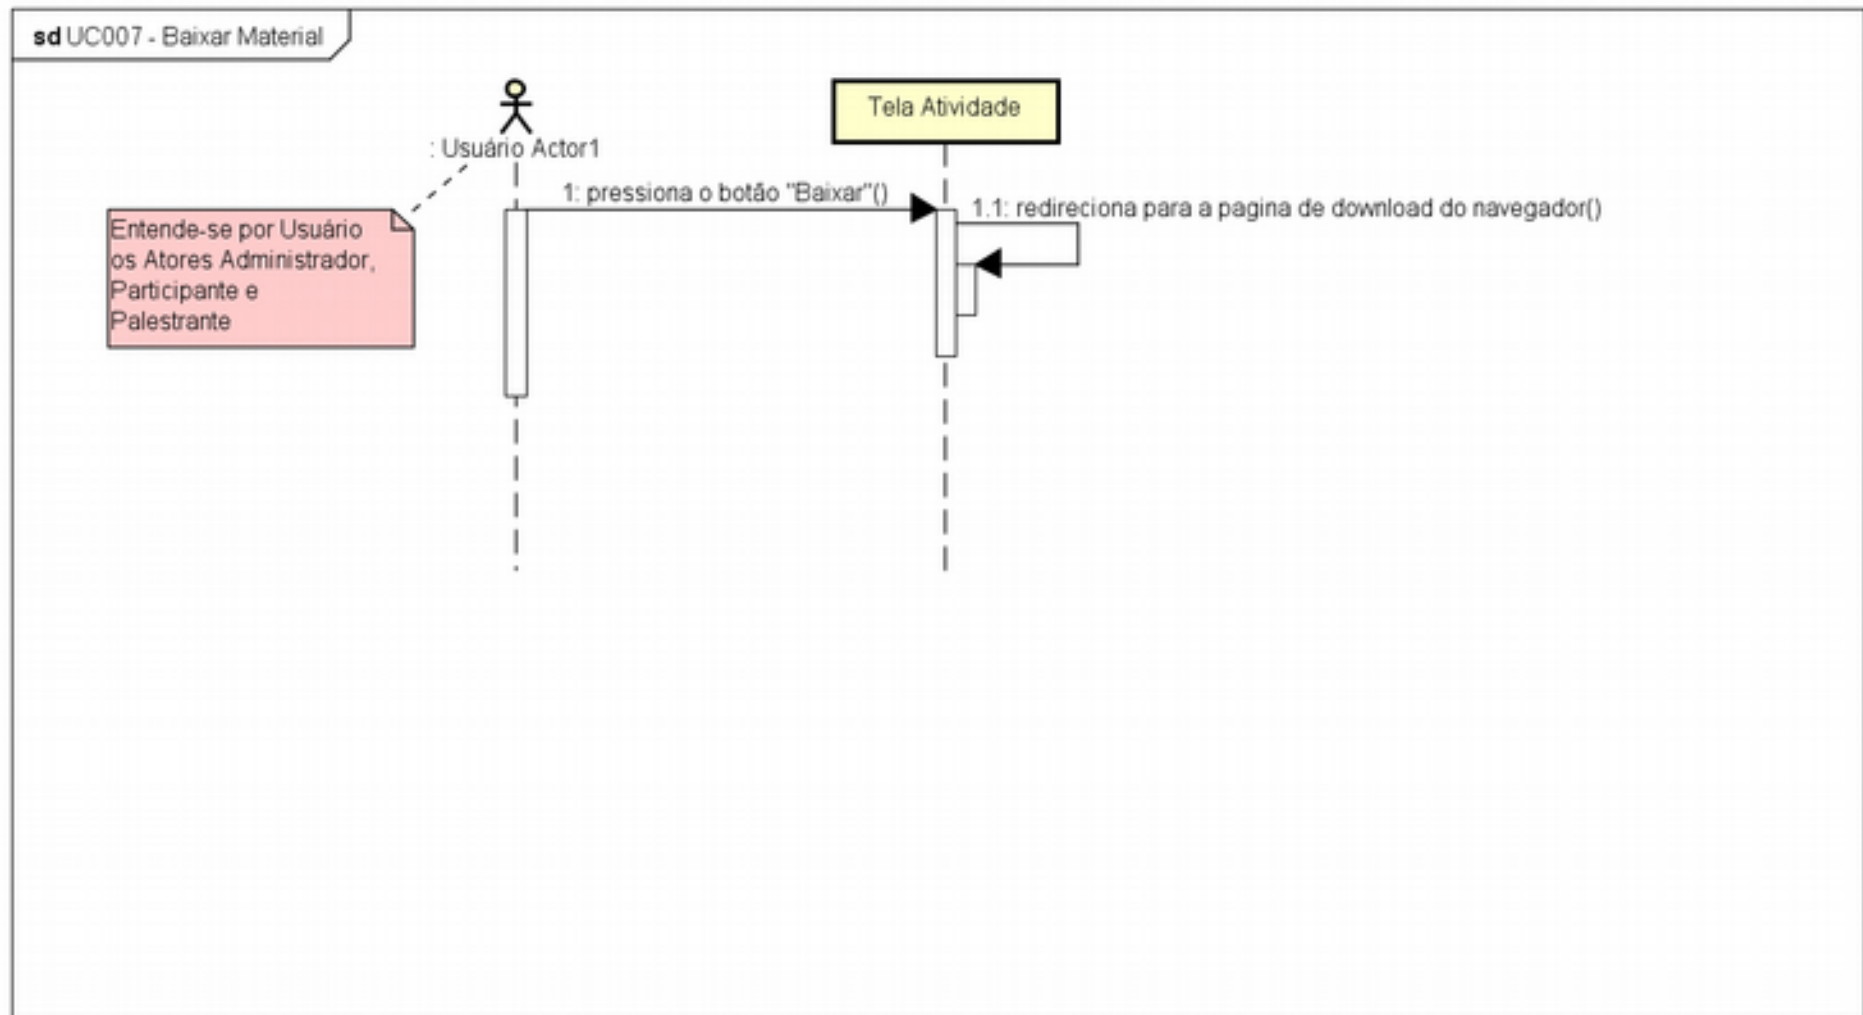 sd UC007 - Baixar Material
Tela Atividade
: Usuário Actor1
1: pressiona o botão "Baixar"()
1.1: redireciona para a pagina de download do navegador()
Entende-se por Usuário
os Atores Administrador,
Participante e
Palestrante